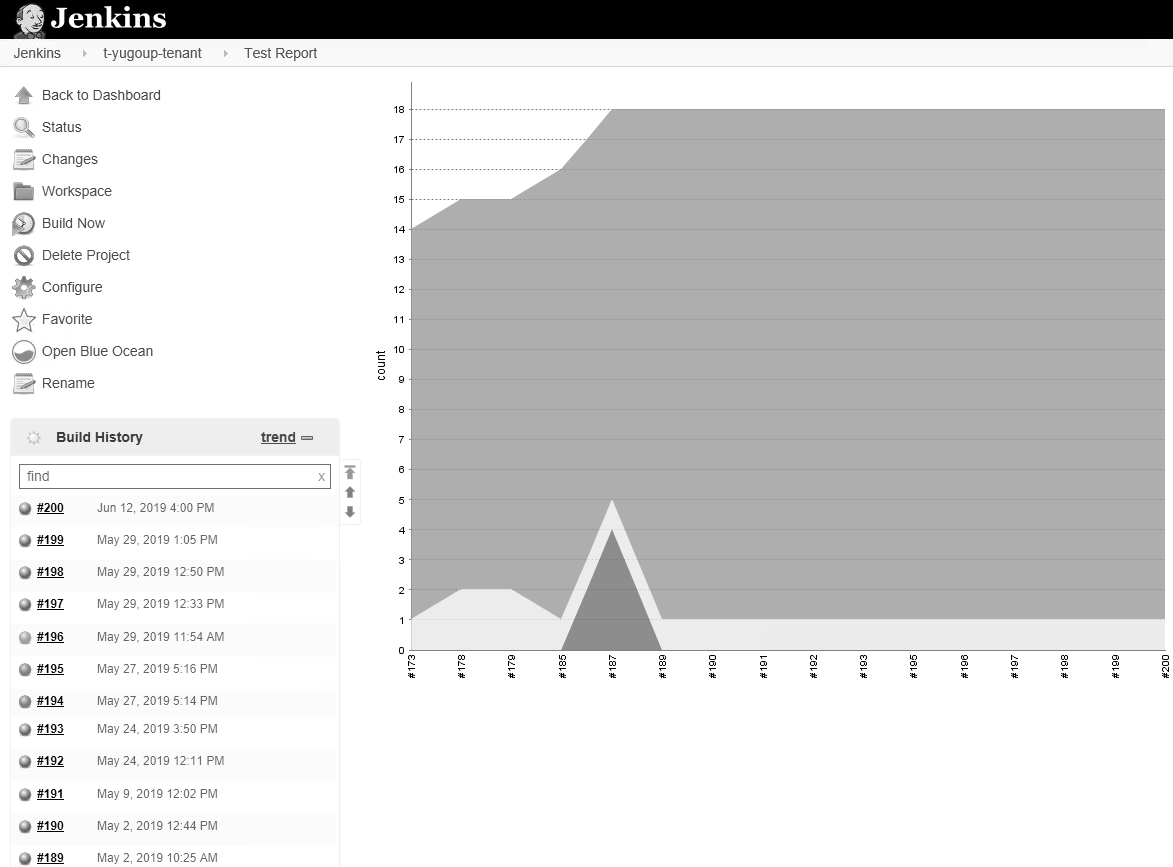 Jenkins
Jenkins t-yugoup-tenant Test Report
Back to Dashboard
Status
Changes
Workspace
Build Now
Delete Project
Configure
Favorite
Open Blue Ocean
Rename
Build History trend
find x
#200 Jun 12, 2019 4:00 PM
#199 May 29, 2019 1:05 PM
#198 May 29, 2019 12:50 PM
#197 May 29, 2019 12:33 PM
#196 May 29, 2019 11:54 AM
#195 May 27, 2019 5:16 PM
#194 May 27, 2019 5:14 PM
#193 May 24, 2019 3:50 PM
#192 May 24, 2019 12:11 PM
#191 May 9, 2019 12:02 PM
#190 May 2, 2019 12:44 PM
#189 May 2, 2019 10:25 AM
count
18
17
16
15
14
13
12
11
10
9
8
7
6
5
4
3
2
1
0
#173
#178
#179
#185
#187
#189
#190
#191
#192
#193
#195
#196
#197
#198
#199
#200